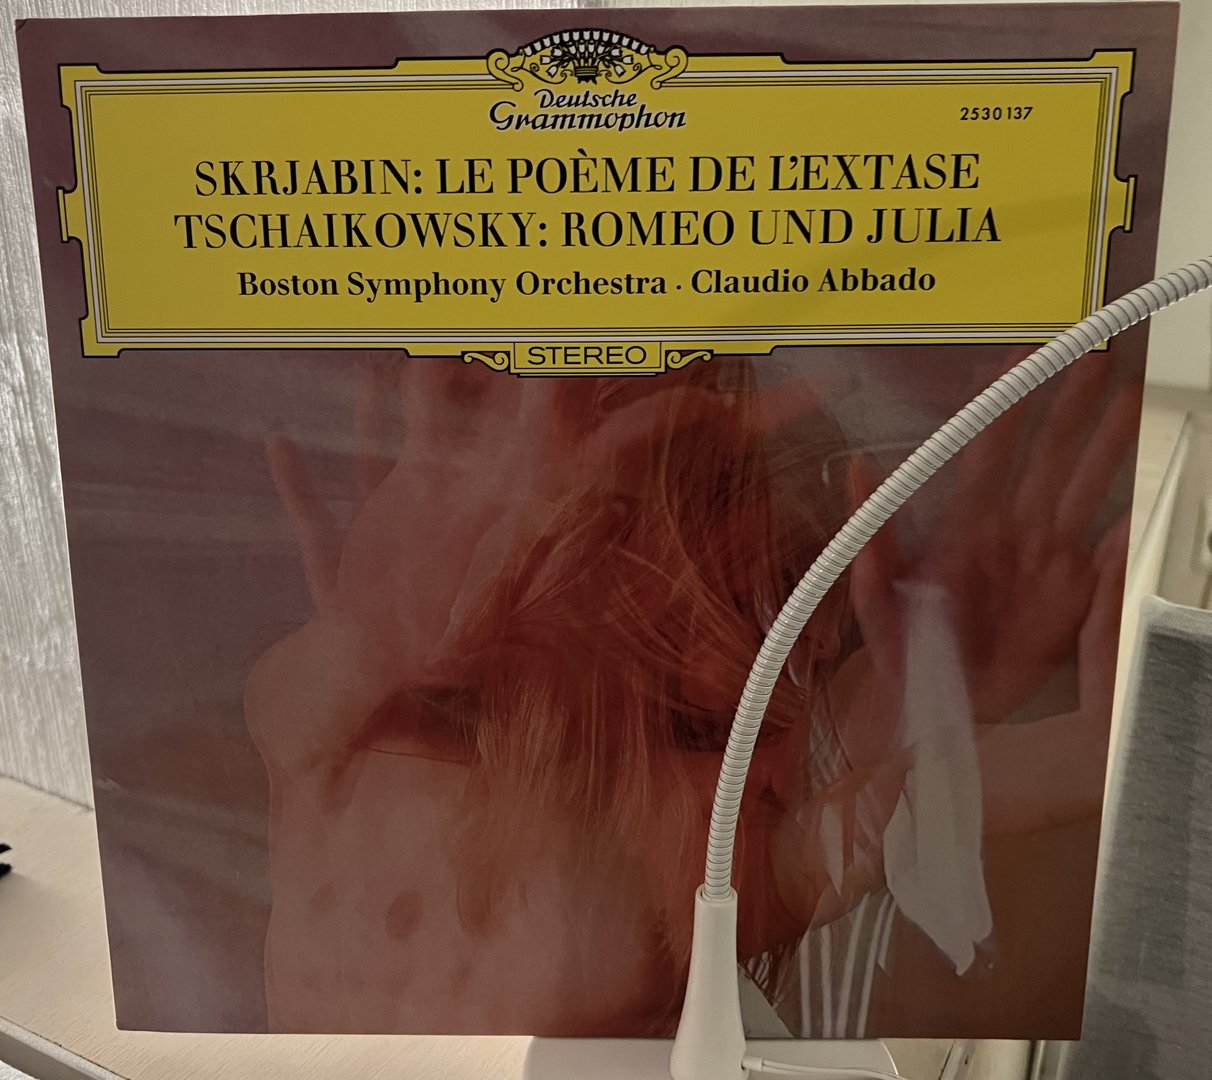 Deutsche
Grammophon
2530 137
SKRJABIN: LE POÈME DE L'EXTASE
TSCHAIKOWSKY: ROMEO UND JULIA
Boston Symphony Orchestra · Claudio Abbado
STEREO